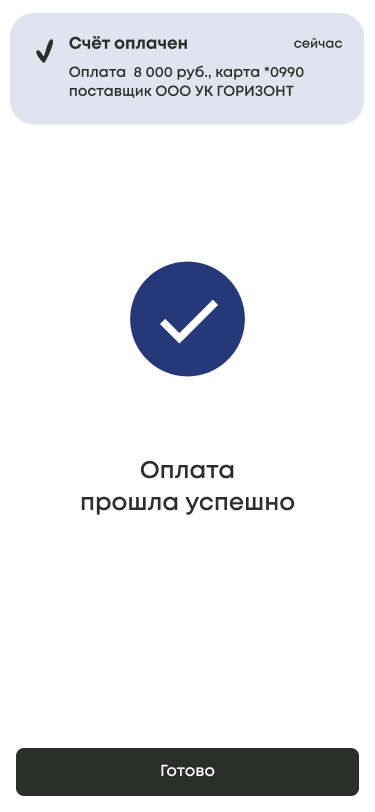 Счёт оплачен сейчас
Оплата 8 000 руб., карта *0990
поставщик ООО УК ГОРИЗОНТ
Оплата
прошла успешно
Готово